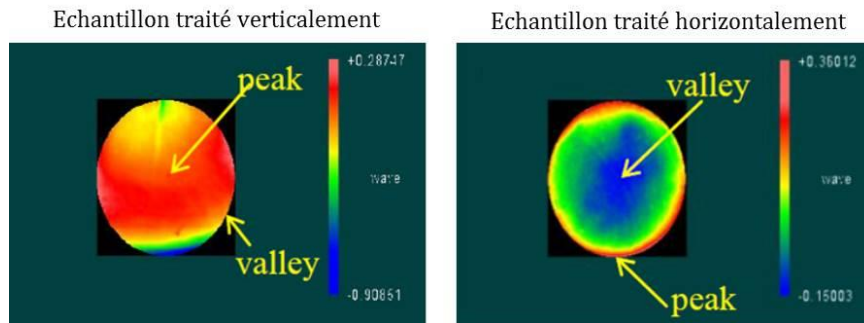 Echantillon traité verticalement
+0.28747
peak
wave
valley
-0.90851
Echantillon traité horizontalement
+0.36012
valley
wave
peak
-0.15003